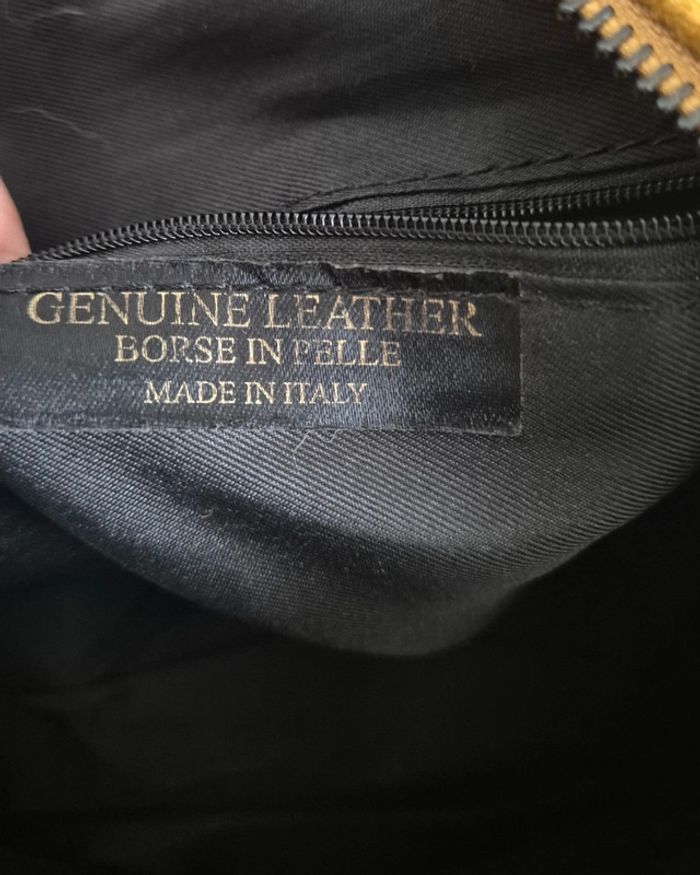 GENUINE LEATHER
BORSE IN PELLE
MADE IN ITALY